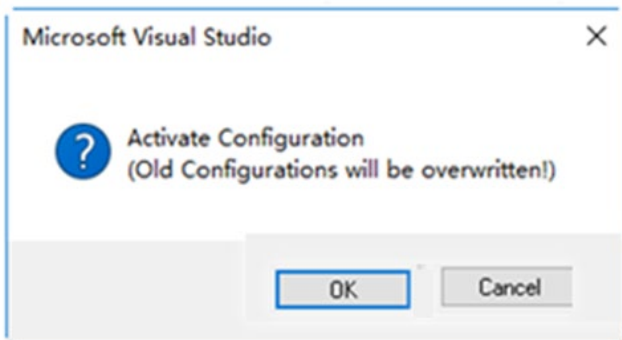 Microsoft Visual Studio
Activate Configuration
(Old Configurations will be overwritten!)
OK
Cancel